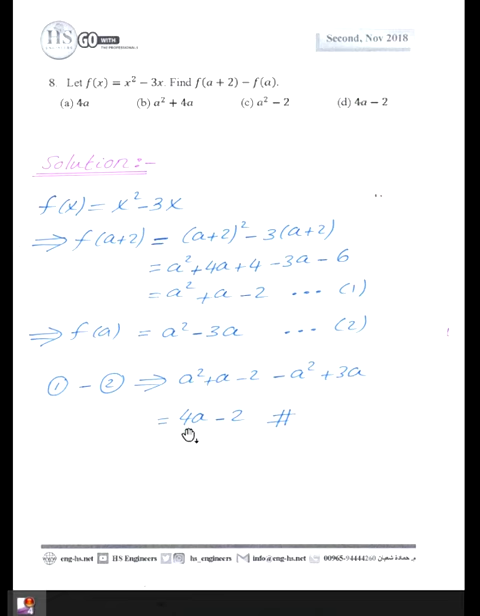 HS GO WITH
THE PROFESSIONALS
ENGINEERS
Second, Nov 2018
8. Let f(x) = x² − 3x. Find f(a + 2) − f(a).
(a) 4a (b) a² + 4a (c) a² − 2 (d) 4a − 2
Solution:-
f(x) = x² - 3x
⇒ f(a+2) = (a+2)² - 3(a+2)
= a² + 4a + 4 - 3a - 6
= a² + a - 2 ... (1)
⇒ f(a) = a² - 3a ... (2)
① - ② ⇒ a² + a - 2 - a² + 3a
= 4a - 2 #
eng-hs.net HS Engineers hs_engineers info@eng-hs.net 00965-94444260 م. حمادة شعبان